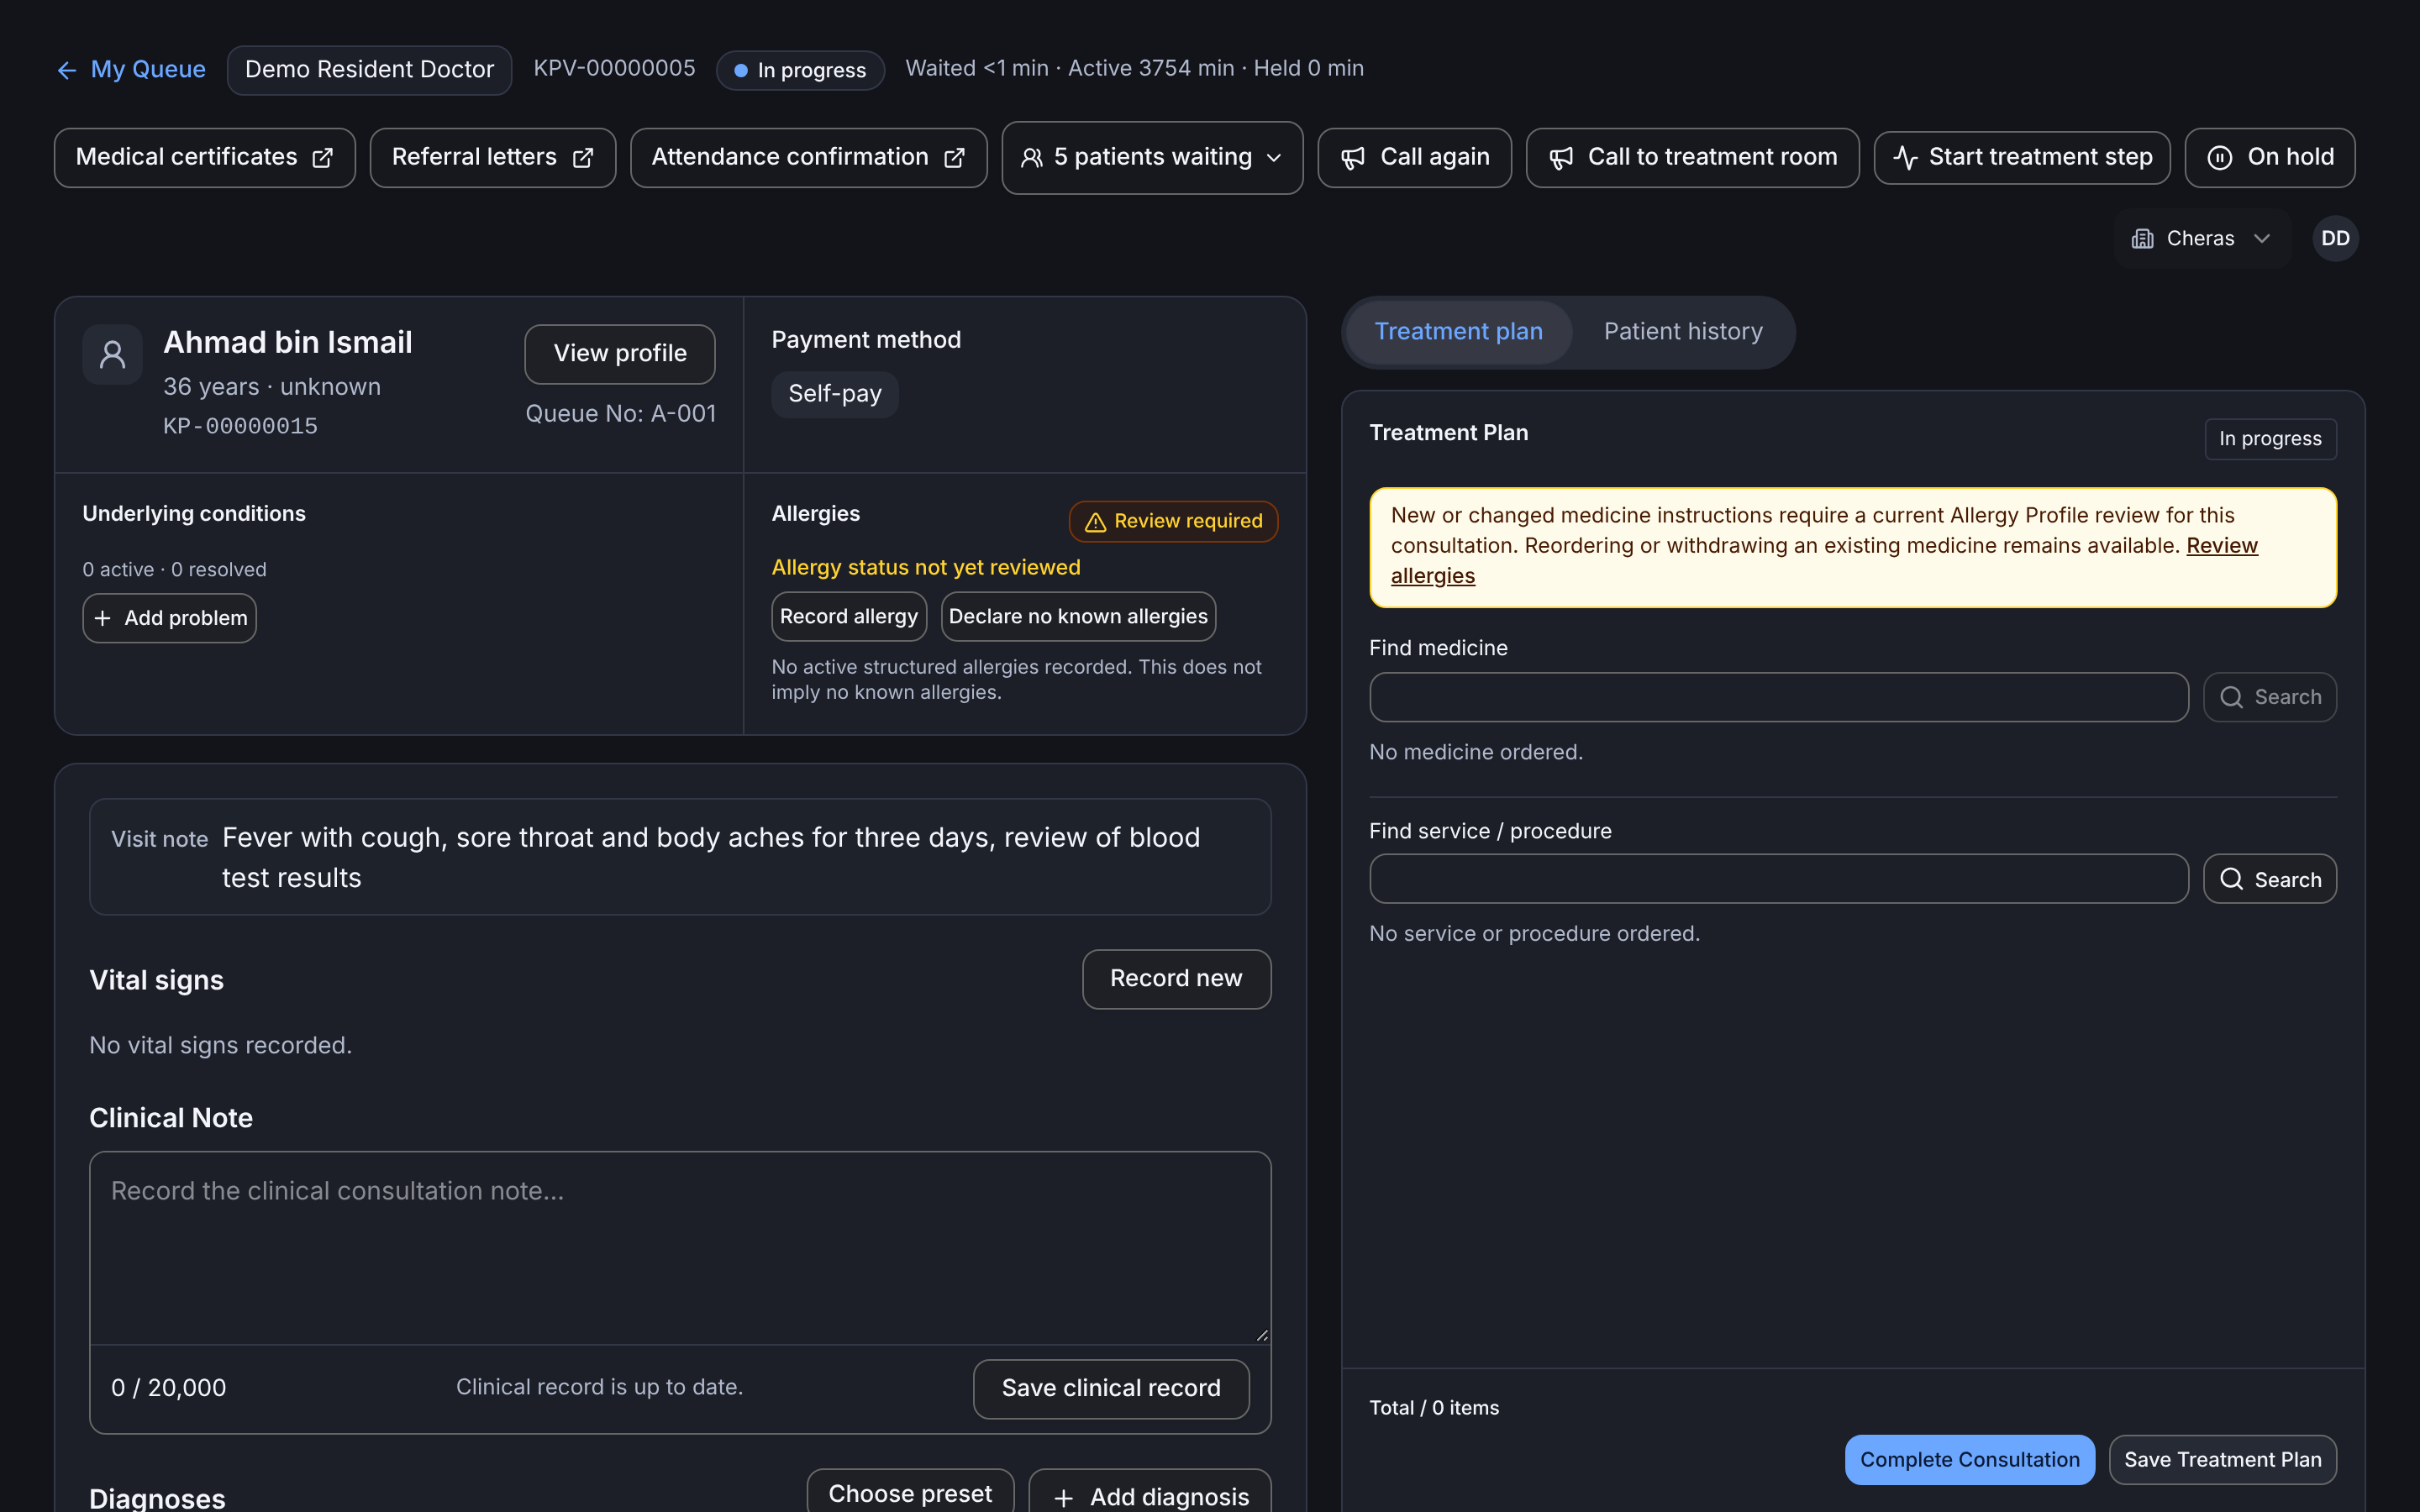 My Queue
Demo Resident Doctor
KPV-00000005
In progress
Waited <1 min · Active 3754 min · Held 0 min
Medical certificates
Referral letters
Attendance confirmation
5 patients waiting
Call again
Call to treatment room
Start treatment step
On hold
Cheras
DD
Ahmad bin Ismail
36 years · unknown
KP-00000015
View profile
Queue No: A-001
Payment method
Self-pay
Underlying conditions
0 active · 0 resolved
Add problem
Allergies
Review required
Allergy status not yet reviewed
Record allergy
Declare no known allergies
No active structured allergies recorded. This does not
imply no known allergies.
Visit note
Fever with cough, sore throat and body aches for three days, review of blood
test results
Vital signs
Record new
No vital signs recorded.
Clinical Note
Record the clinical consultation note...
0 / 20,000
Clinical record is up to date.
Save clinical record
Diagnoses
Choose preset
Add diagnosis
Treatment plan
Patient history
Treatment Plan
In progress
New or changed medicine instructions require a current Allergy Profile review for this
consultation. Reordering or withdrawing an existing medicine remains available. Review
allergies
Find medicine
Search
No medicine ordered.
Find service / procedure
Search
No service or procedure ordered.
Total / 0 items
Complete Consultation
Save Treatment Plan